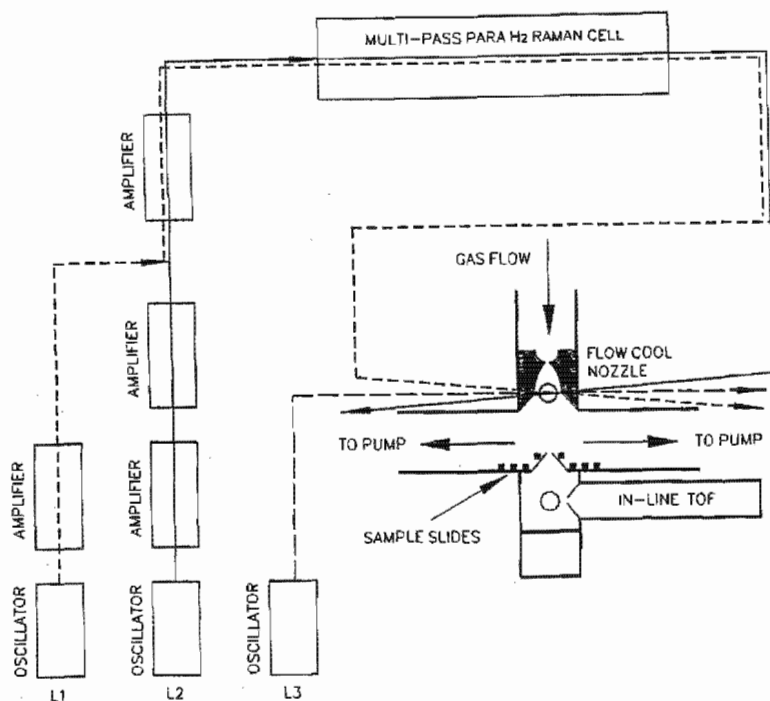 MULTI-PASS PARA H2 RAMAN CELL
AMPLIFIER
GAS FLOW
AMPLIFIER
FLOW COOL
NOZZLE
AMPLIFIER
AMPLIFIER
TO PUMP
TO PUMP
IN-LINE TOF
SAMPLE SLIDES
OSCILLATOR
OSCILLATOR
OSCILLATOR
L1
L2
L3